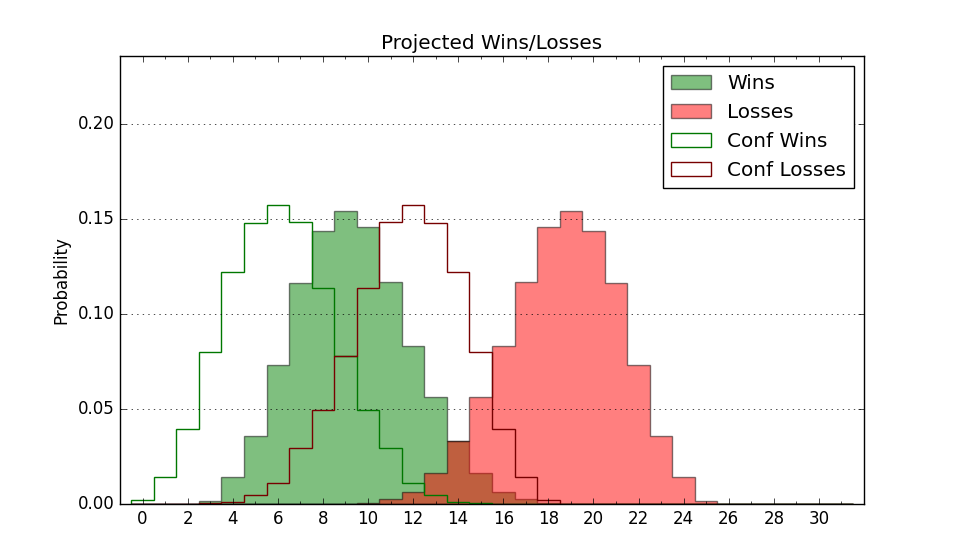 Projected Wins/Losses
Wins
Losses
Conf Wins
Conf Losses
Probability
0.20
0.15
0.10
0.05
0.00
0 2 4 6 8 10 12 14 16 18 20 22 24 26 28 30